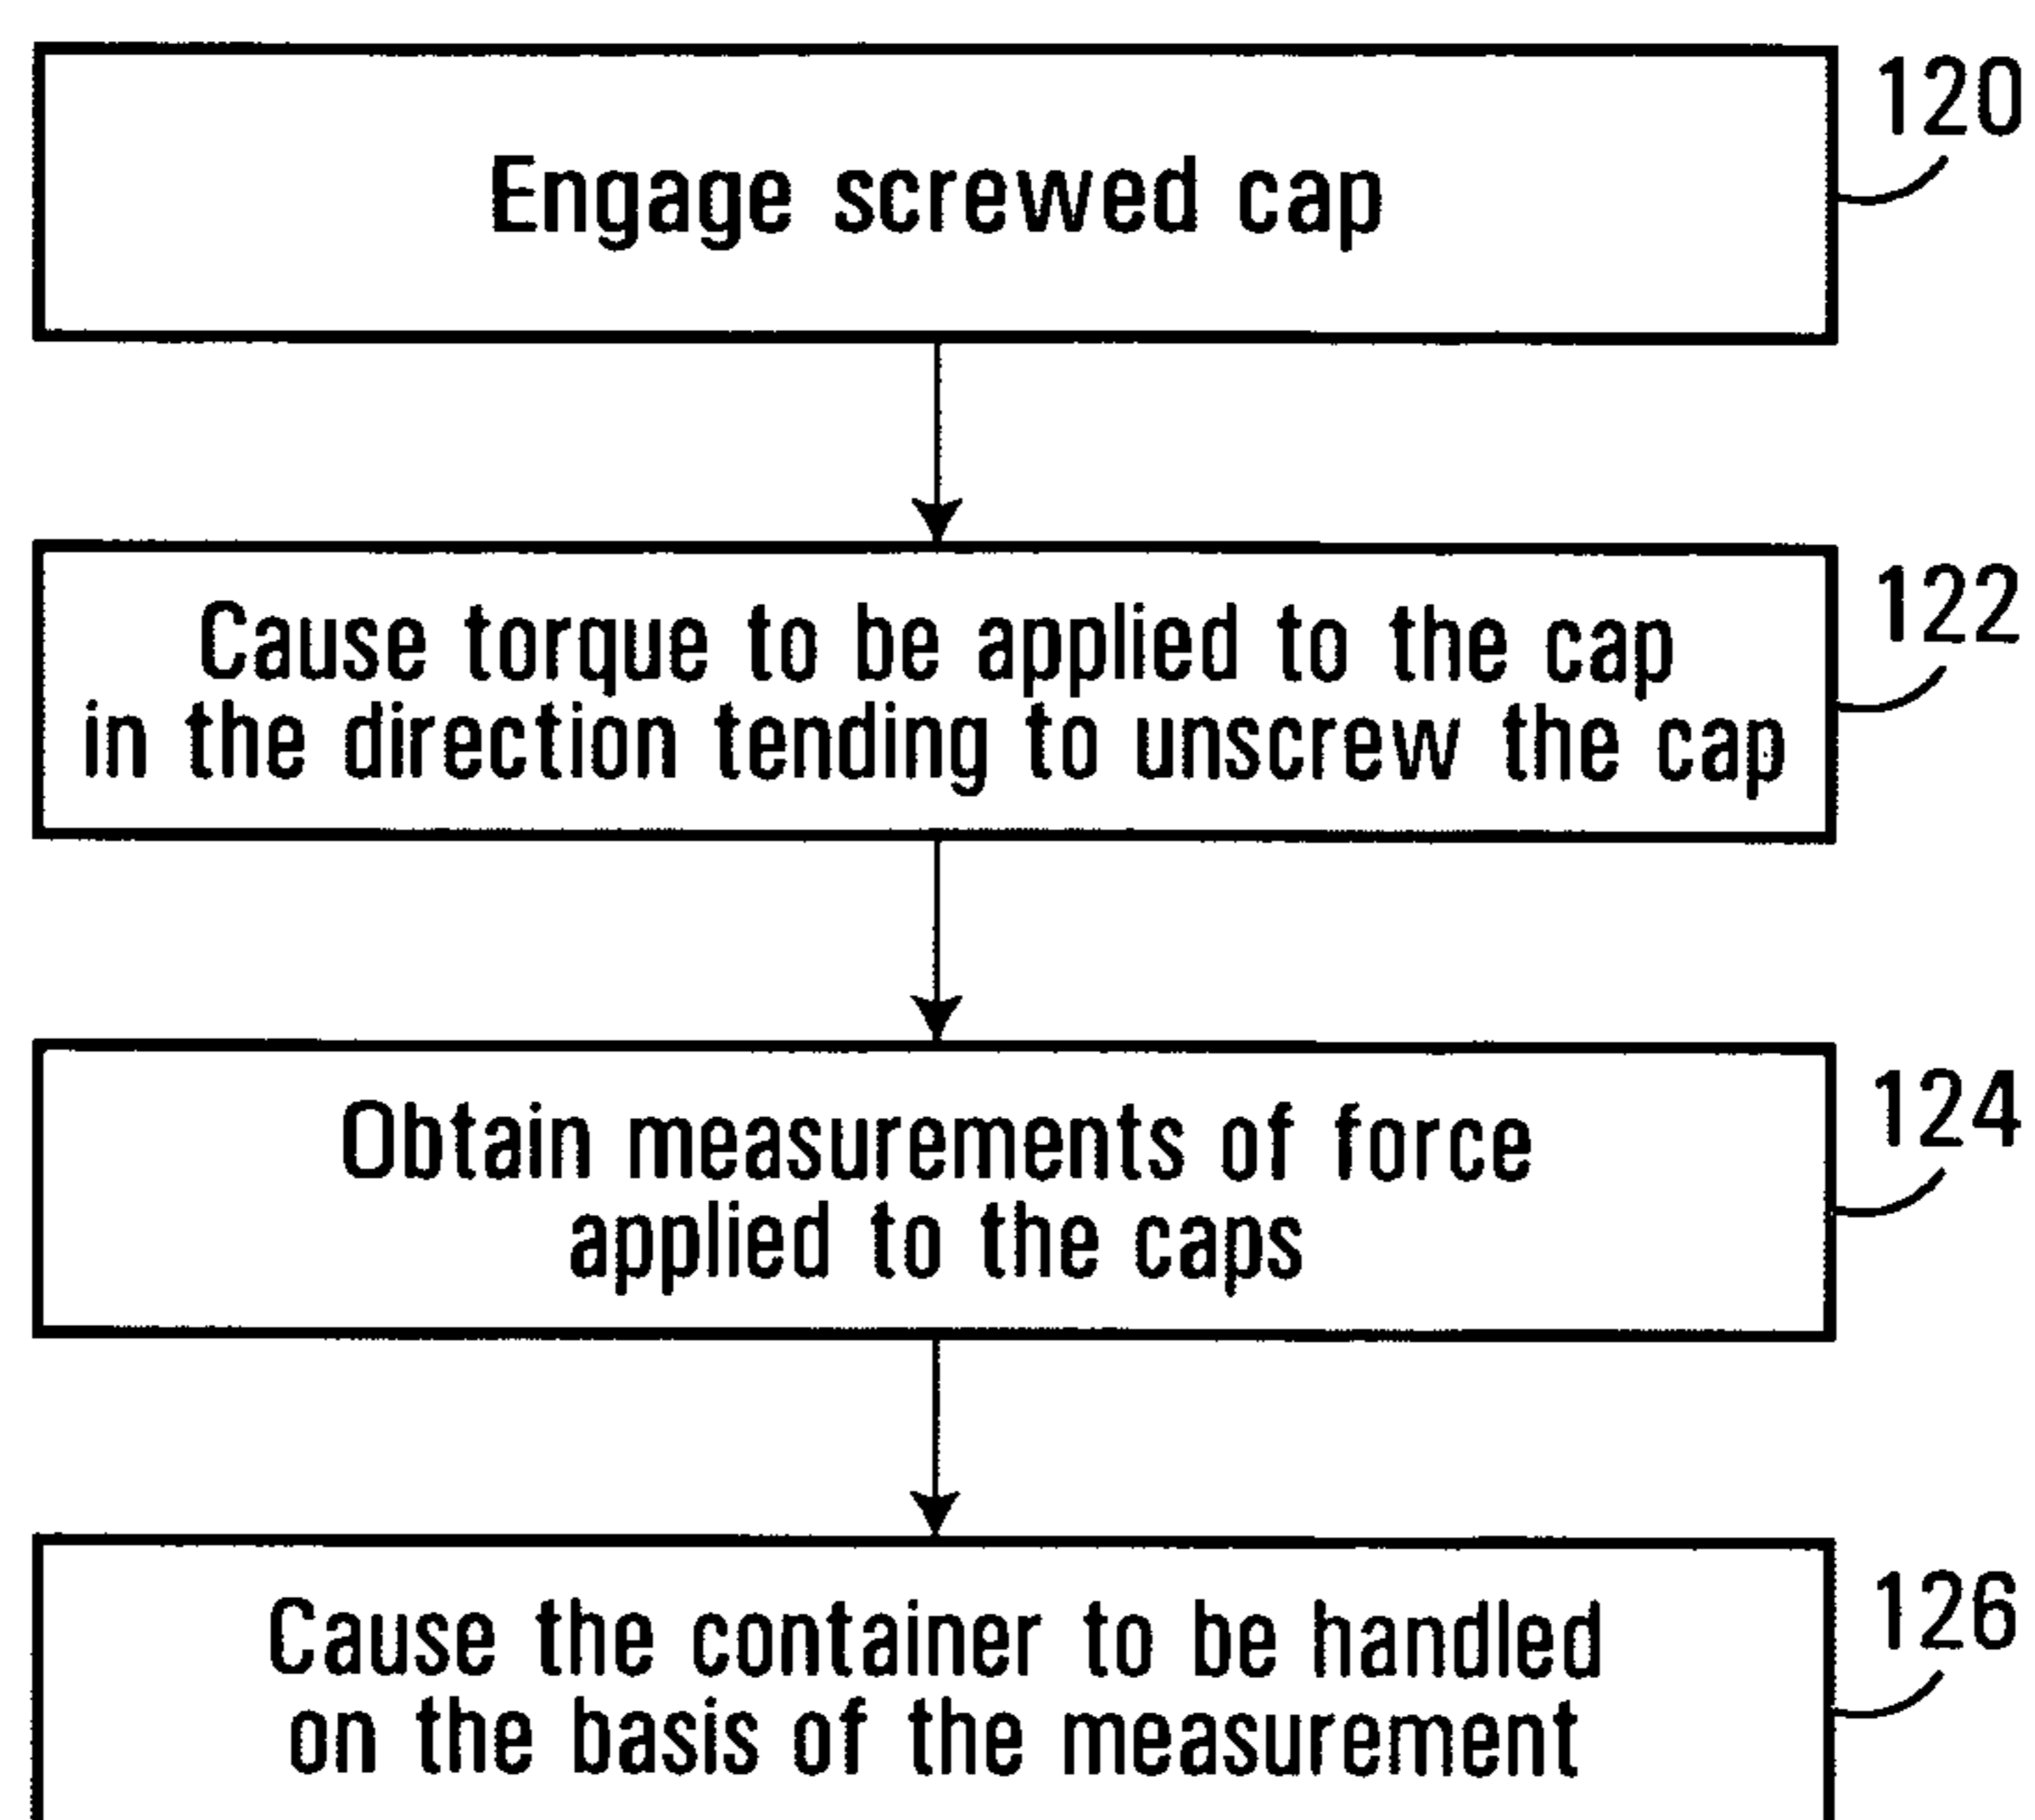 120
Engage screwed cap
122
Cause torque to be applied to the cap
in the direction tending to unscrew the cap
124
Obtain measurements of force
applied to the caps
126
Cause the container to be handled
on the basis of the measurement